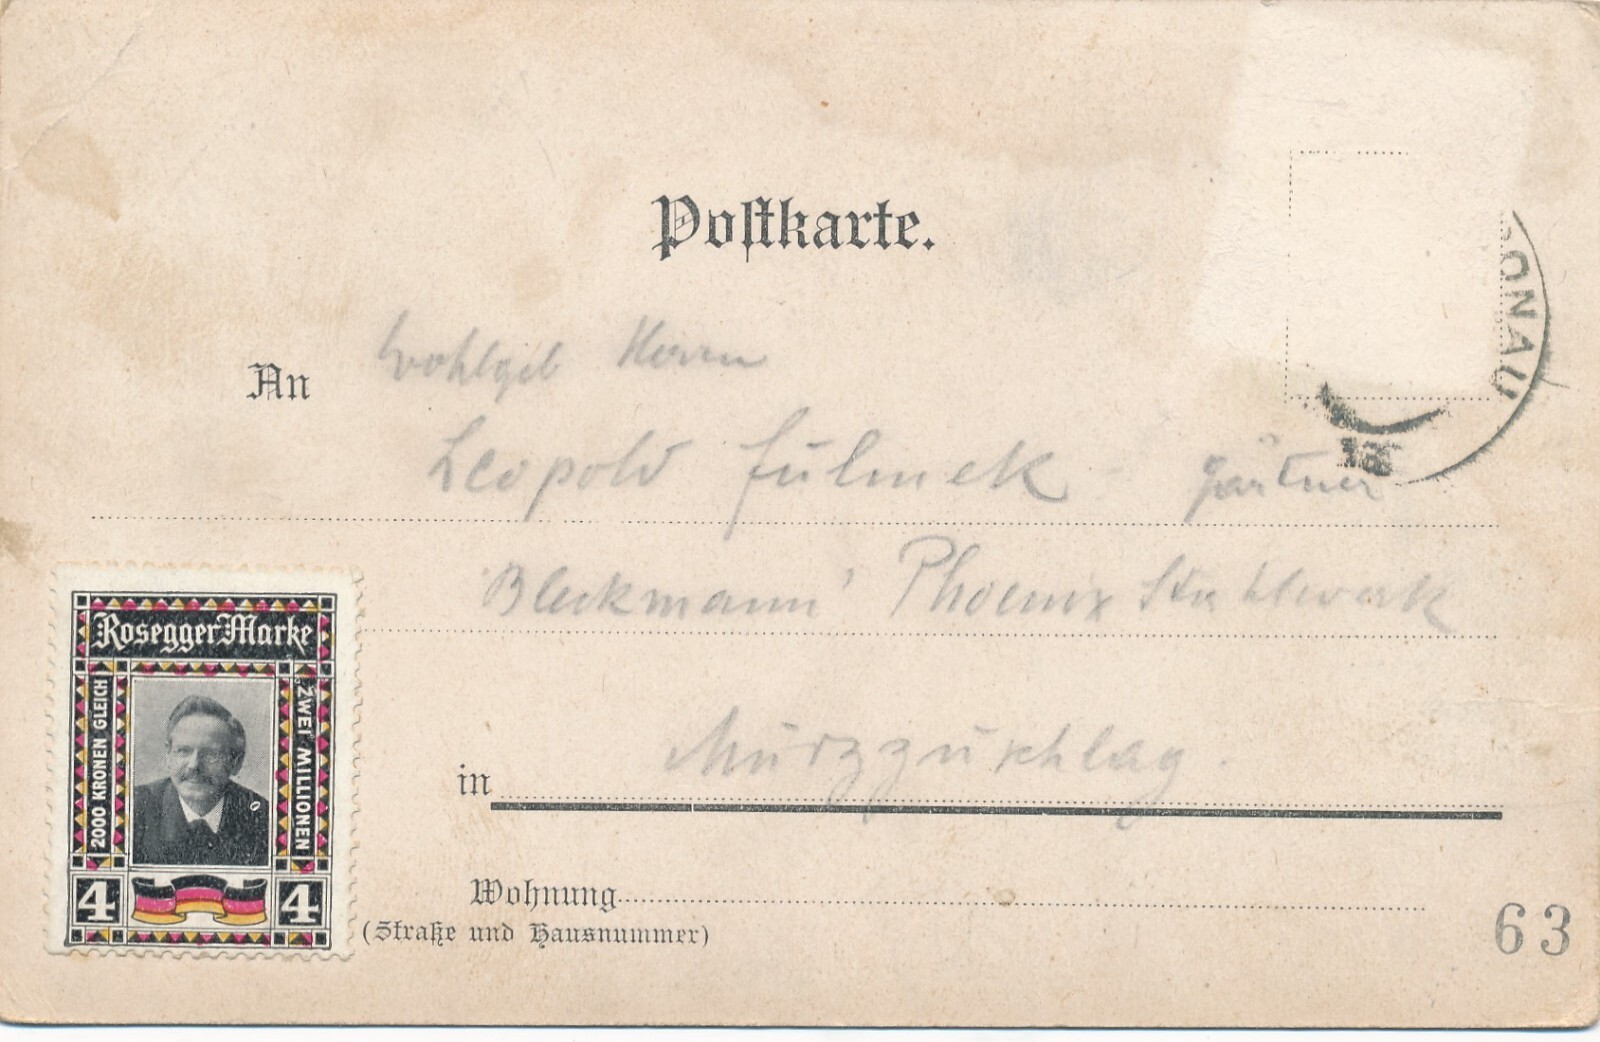 Postkarte.
ONAU
An Wohlgeb Herrn
Leopold Fülmek - Gärtner
Bleckmann' Phoenix Stahlwerk
in Mürzzuschlag
Wohnung
(Straße und Hausnummer)
63
Rosegger Marke
2000 KRONEN GLEICH
ZWEI MILLIONEN
4 4